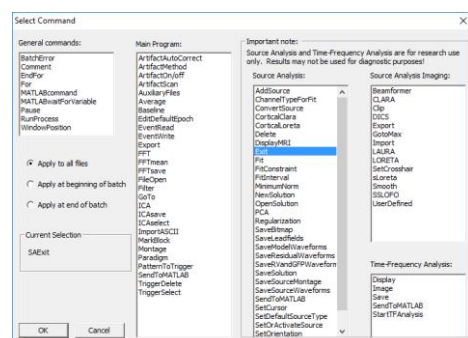 Select Command
General commands:
BatchError
Comment
EndFor
For
MATLABcommand
MATLABwaitForVariable
Pause
RunProcess
WindowPosition
Apply to all files
Apply at beginning of batch
Apply at end of batch
Current Selection
SAExit
OK
Cancel
Main Program:
ArtifactAutoCorrect
ArtifactMethod
ArtifactOn/off
ArtifactScan
AuxiliaryFiles
Average
Baseline
EditDefaultEpoch
EventRead
EventWrite
Export
FFT
FFTmean
FFTsave
FileOpen
Filter
GoTo
ICA
ICAsave
ICAselect
ImportASCII
MarkBlock
Montage
Paradigm
PatternToTrigger
SendToMATLAB
TriggerDelete
TriggerSelect
Important note:
Source Analysis and Time-Frequency Analysis are for research use
only. Results may not be used for diagnostic purposes!
Source Analysis:
AddSource
ChannelTypeForFit
ConvertSource
CorticalClara
CorticalLoreta
Delete
DisplayMRI
Exit
Fit
FitConstraint
FitInterval
MinimumNorm
NewSolution
OpenSolution
PCA
Regularization
SaveBitmap
SaveLeadfields
SaveModelWaveforms
SaveResidualWaveforms
SaveRVandGFPWaveforms
SaveSolution
SaveSourceMontage
SaveSourceWaveforms
SendToMATLAB
SetCursor
SetDefaultSourceType
SetOrActivateSource
SetOrientation
Source Analysis Imaging:
Beamformer
CLARA
Clip
DICS
Export
GotoMax
Import
LAURA
LORETA
SetCrosshair
sLoreta
Smooth
SSLOFO
UserDefined
Time-Frequency Analysis:
Display
Image
Save
SendToMATLAB
StartTFAnalysis